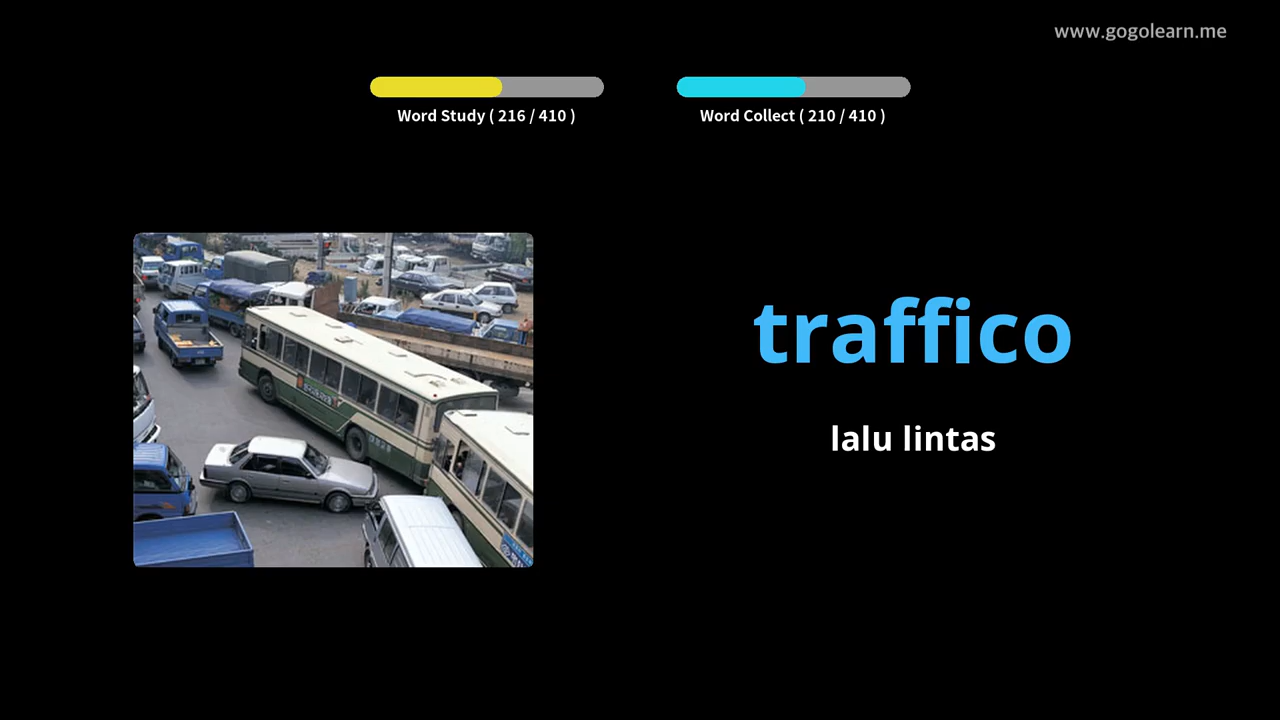 www.gogolearn.me
Word Study ( 216 / 410 )
Word Collect ( 210 / 410 )
traffico
lalu lintas